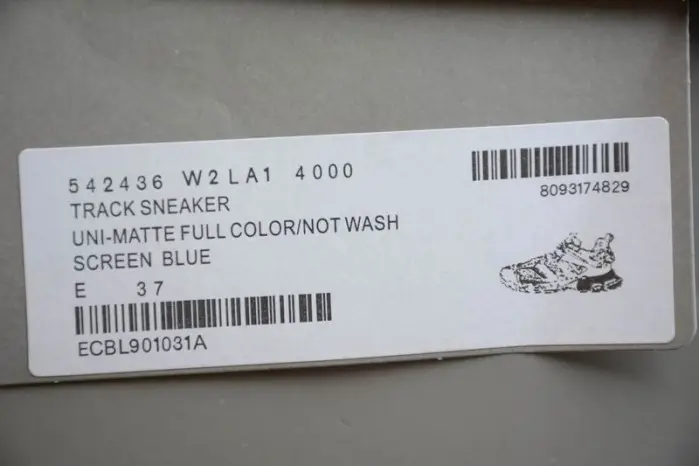 542436 W2LA1 4000
TRACK SNEAKER
UNI-MATTE FULL COLOR/NOT WASH
SCREEN BLUE
E 37
ECBL901031A
8093174829